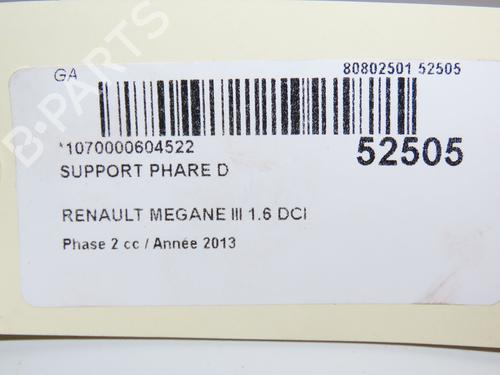 GA 80802501 52505
*1070000604522 52505
SUPPORT PHARE D
RENAULT MEGANE III 1.6 DCI
Phase 2 cc / Année 2013
B-PARTS